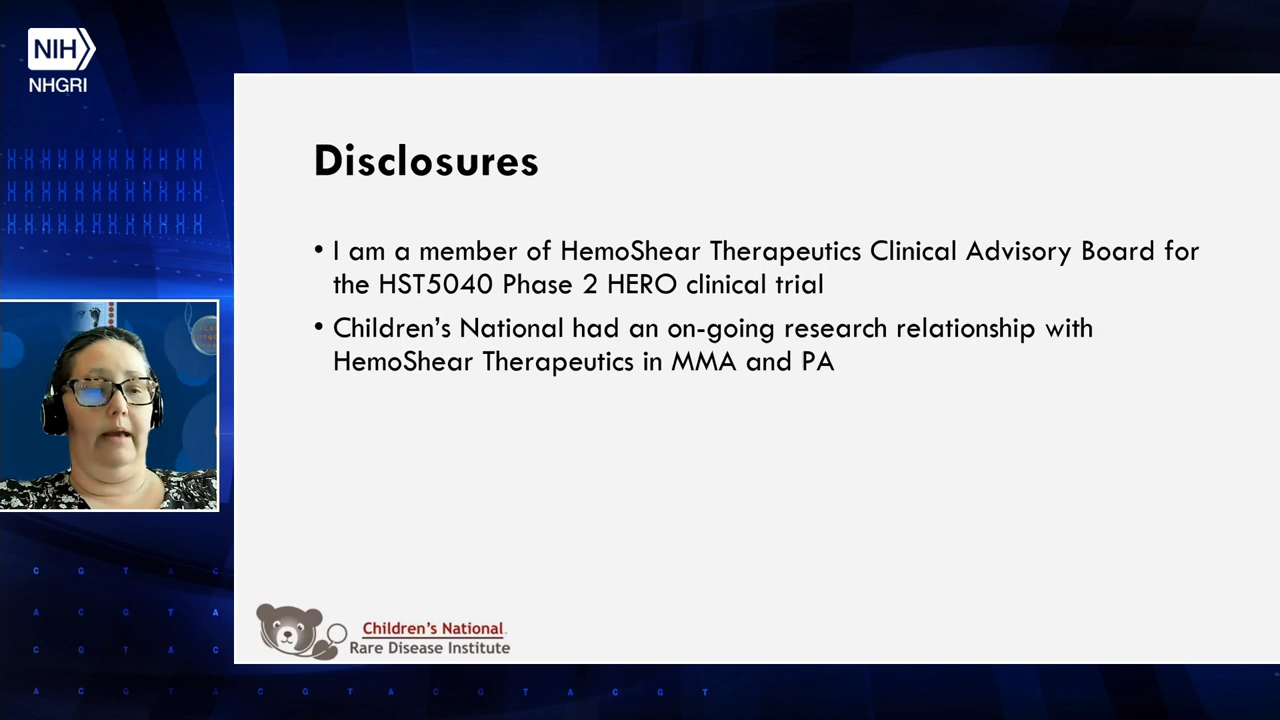 NIH
NHGRI
Disclosures
• I am a member of HemoShear Therapeutics Clinical Advisory Board for
the HST5040 Phase 2 HERO clinical trial
• Children’s National had an on-going research relationship with
HemoShear Therapeutics in MMA and PA
Children's National
Rare Disease Institute
C G T A C
A C G T A
C G T A C
A C G T A C G T A C G T A C G T